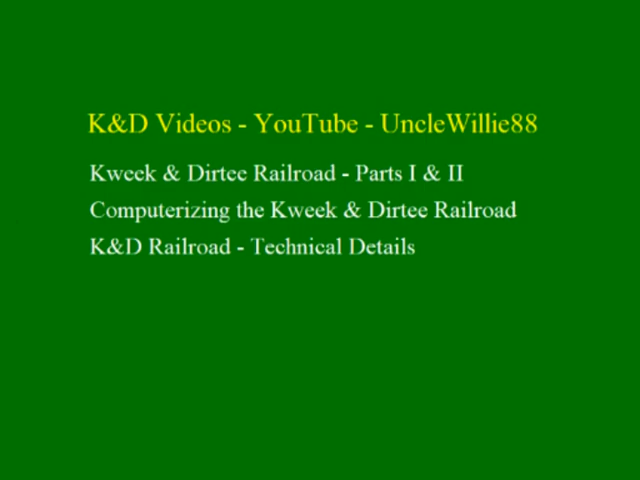 K&D Videos - YouTube - UncleWillie88
Kweek & Dirtee Railroad - Parts I & II
Computerizing the Kweek & Dirtee Railroad
K&D Railroad - Technical Details